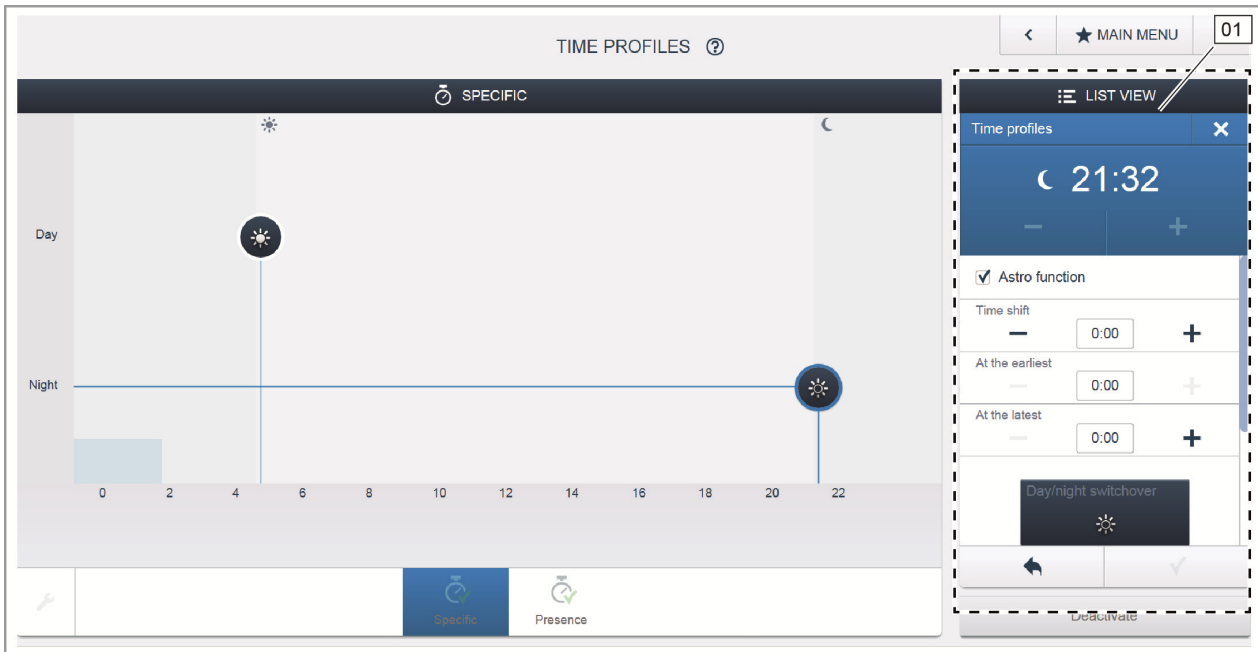 TIME PROFILES ?
MAIN MENU
01
SPECIFIC
Day
Night
0 2 4 6 8 10 12 14 16 18 20 22
Specific
Presence
LIST VIEW
Time profiles
21:32
Astro function
Time shift
0:00
At the earliest
0:00
At the latest
0:00
Day/night switchover
Deactivate